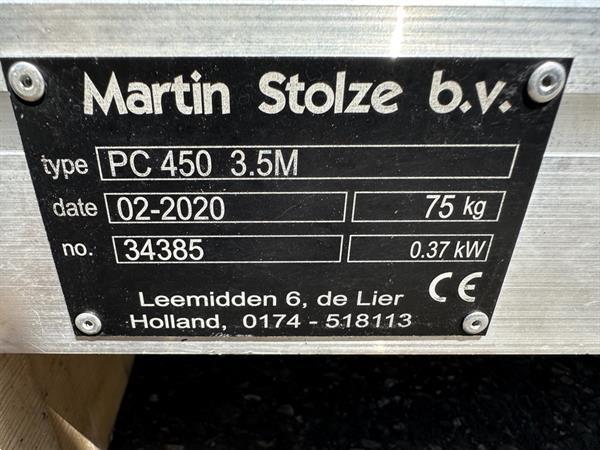 Martin Stolze b.v.
type PC 450 3.5M
date 02-2020 75 kg
no. 34385 0.37 kW
Leemidden 6, de Lier CE
Holland, 0174 - 518113